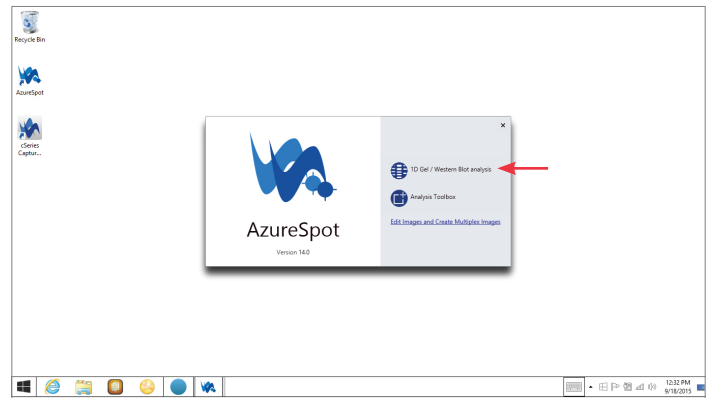 Recycle Bin
AzureSpot
cSeries
Captur...
1D Gel / Western Blot analysis
Analysis Toolbox
Edit Images and Create Multiplex Images
AzureSpot
Version 14.0
12:32 PM
9/18/2015